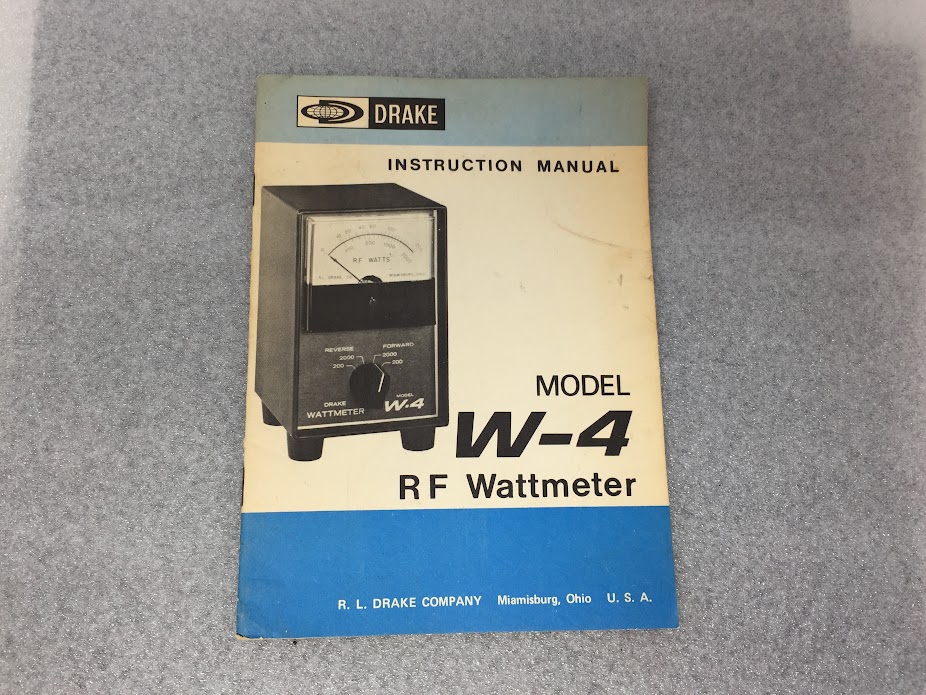 DRAKE
INSTRUCTION MANUAL
RF WATTS
REVERSE FORWARD
2000 2000
200 200
DRAKE
WATTMETER
MODEL
W-4
MODEL
W-4
RF Wattmeter
R. L. DRAKE COMPANY Miamisburg, Ohio U. S. A.